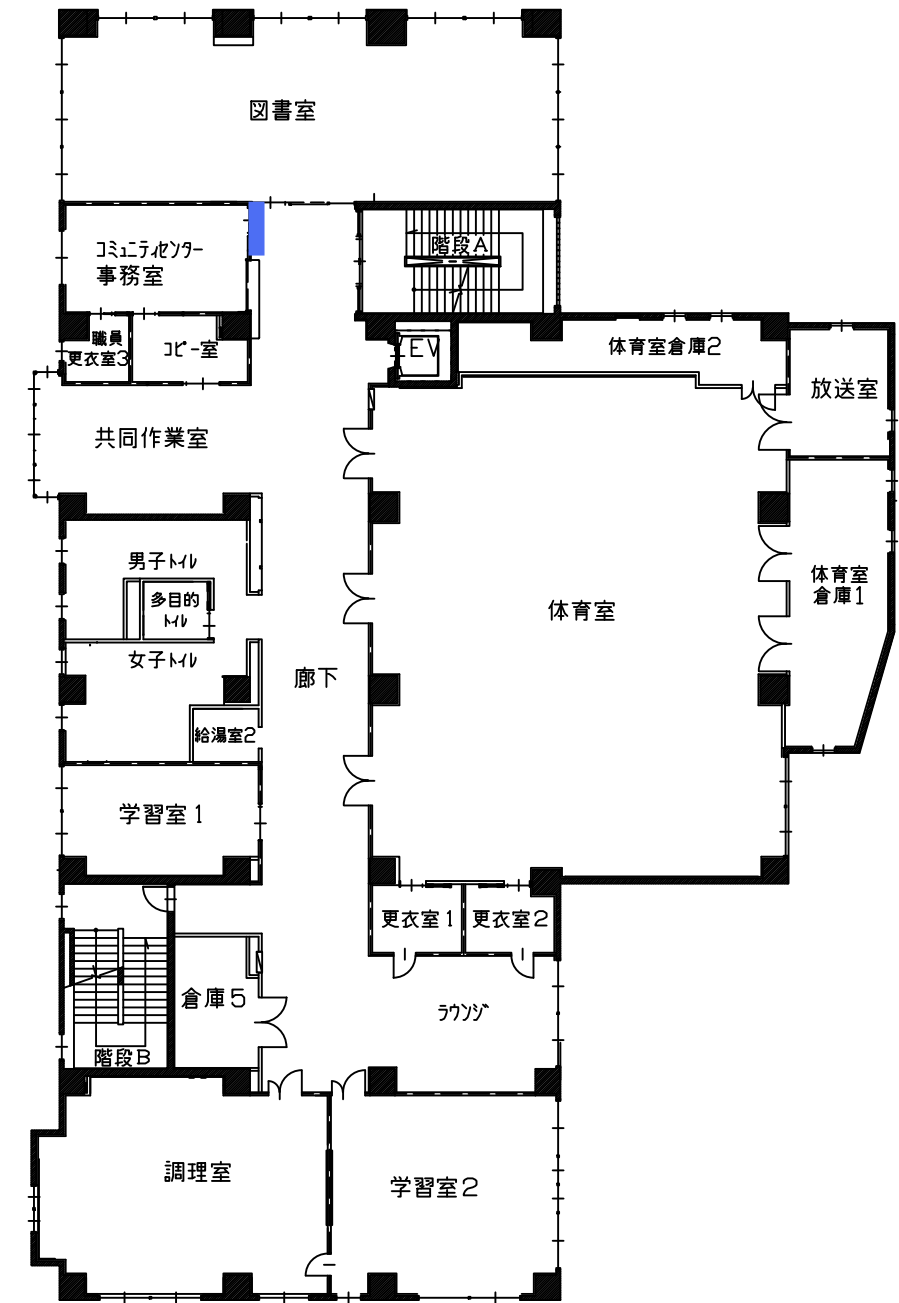 図書室
コミュニティセンター
事務室
階段A
職員
更衣室3
コピー室
EV
体育室倉庫2
放送室
共同作業室
男子トイレ
多目的
トイレ
女子トイレ
体育室
体育室
倉庫1
廊下
給湯室2
学習室1
更衣室1
更衣室2
倉庫5
ラウンジ
階段B
調理室
学習室2